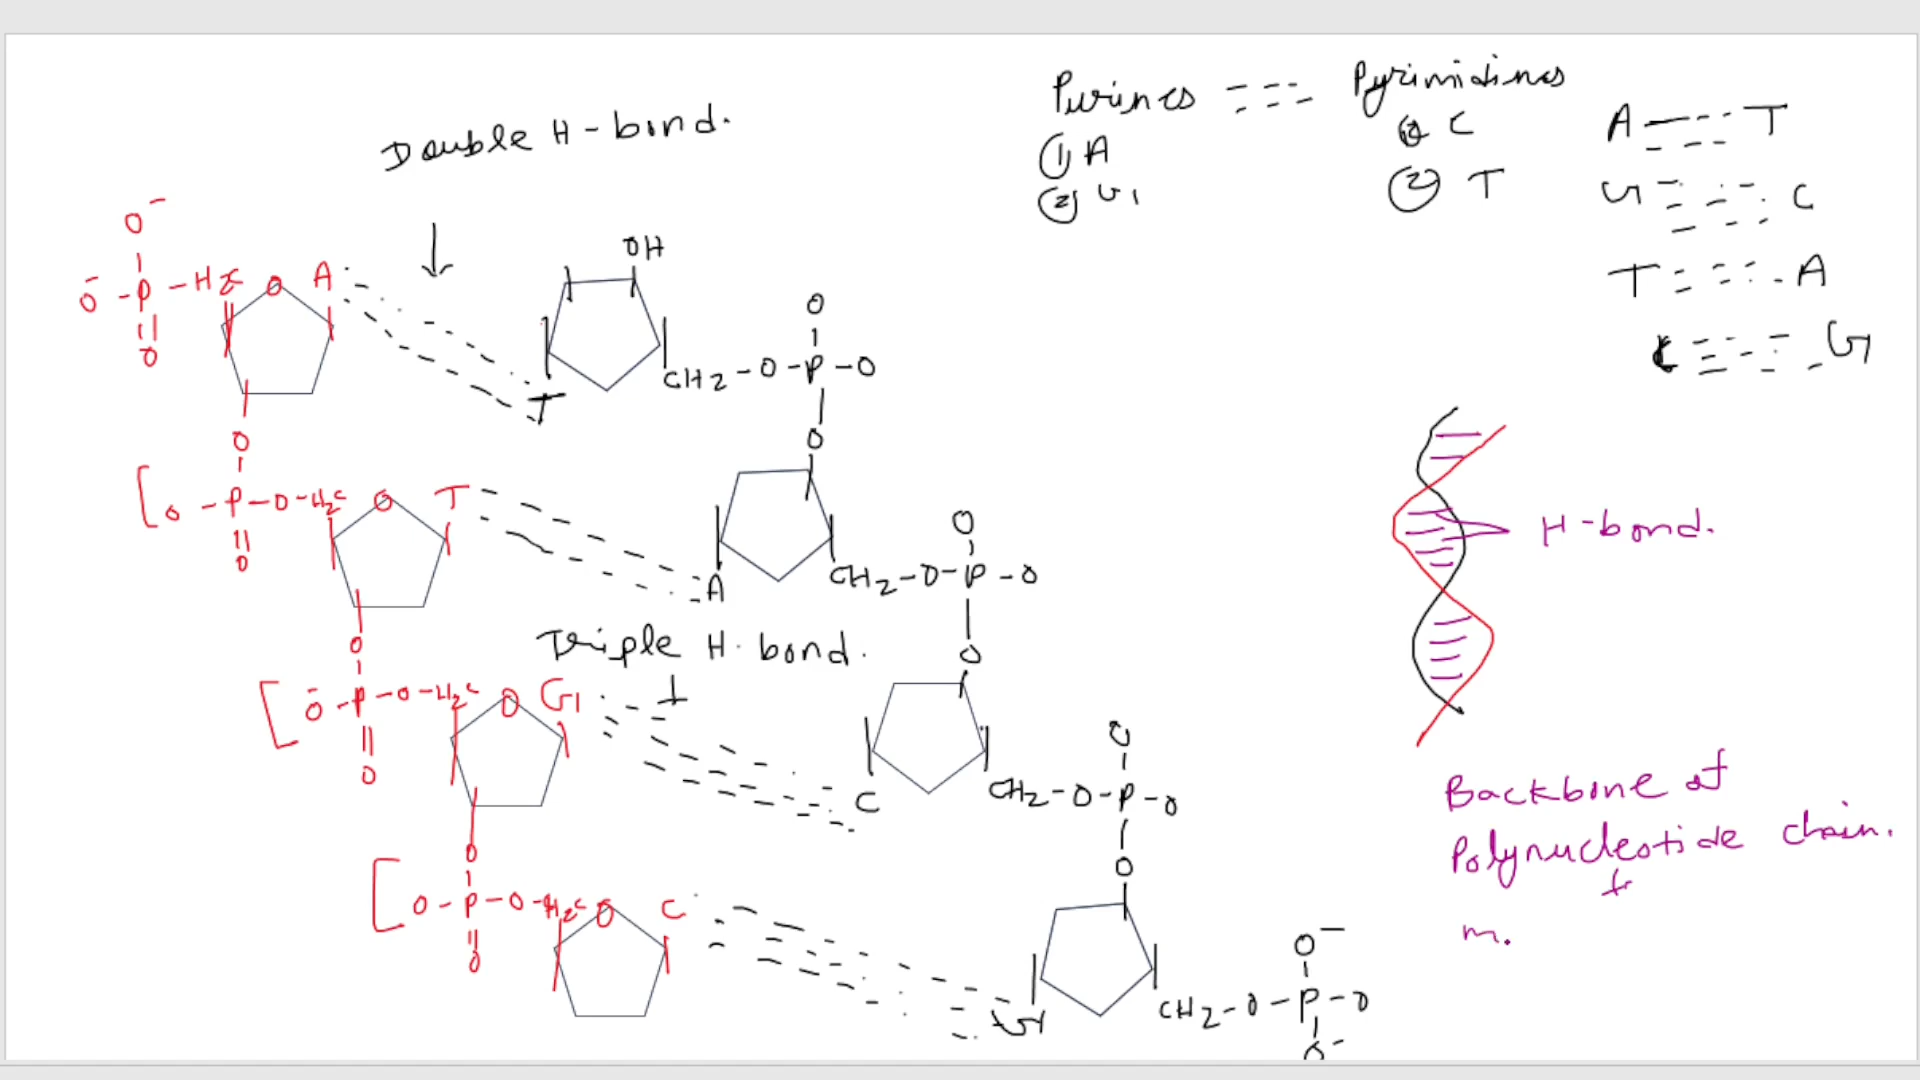 Double H-bond.
Purines --- Pyrimidines
① A
② G
C
② T
A --- T
G --- C
T --- A
C --- G
O⁻
O⁻ - P - H₂C O A
O
OH
T
CH₂-O-P-O
O
O
O
[O - P - O-H₂C O T
O
A
CH₂-O-P-O
O
O
Triple H-bond.
O
[O⁻ - P - O-H₂C O G
O
C
CH₂-O-P-O
O
O
O
[O - P - O-H₂C O C
O
G
CH₂-O-P-O
O⁻
O⁻
H-bond.
Backbone of
Polynucleotide chain.
m.